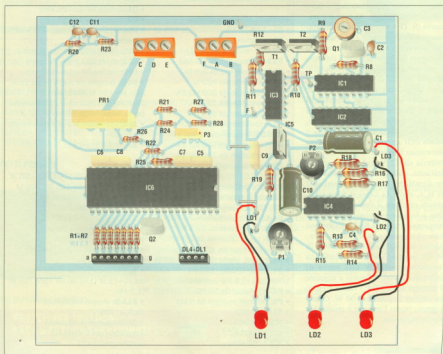 C12 C11
R20 R23
C D E
F A B
GND
R12 T1 T2
R9 C3
Q1 C2
R8
R11 R10 TP
IC3 IC1
F
IC2
PR1
R21 R27
R24 R28
P3
R26
R22
R25
C6 C8 C7 C5
IC6
IC5
C9
R19
P2
C1
LD3
R18
R16
R17
C10
IC4
LD1
LD2
R13 C4
R15 R14
P1
R1-R7
Q2
DL4-DL1
LD1 LD2 LD3